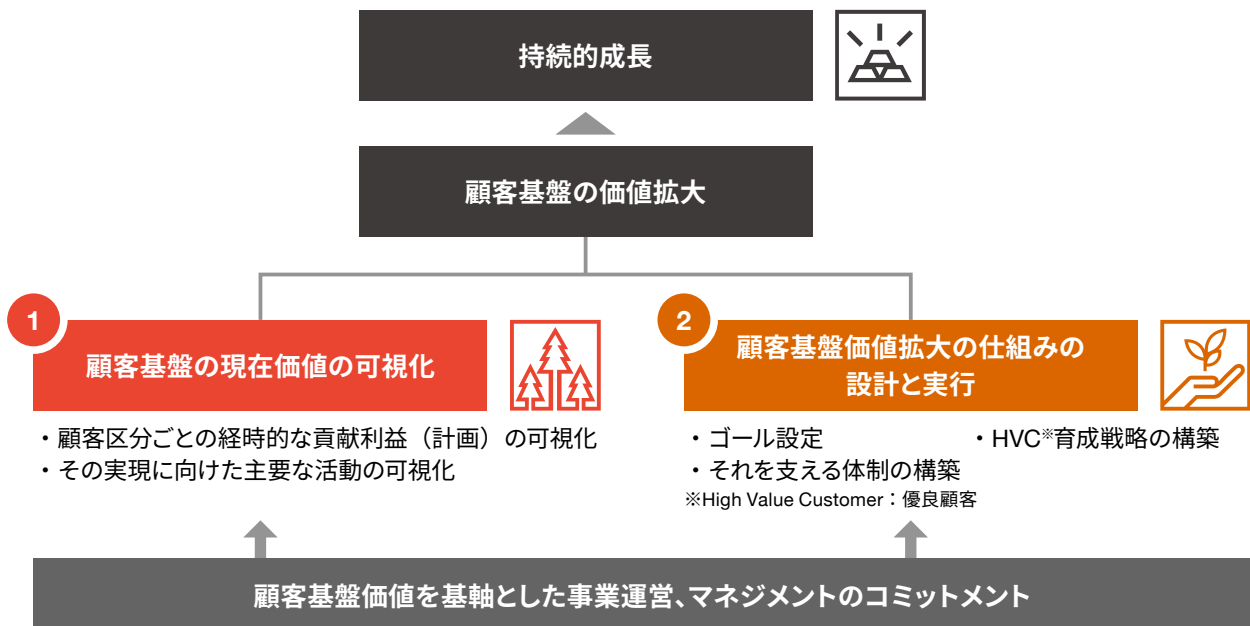 持続的成長
顧客基盤の価値拡大
1
顧客基盤の現在価値の可視化
・顧客区分ごとの経時的な貢献利益（計画）の可視化
・その実現に向けた主要な活動の可視化
2
顧客基盤価値拡大の仕組みの
設計と実行
・ゴール設定
・HVC※育成戦略の構築
・それを支える体制の構築
※High Value Customer：優良顧客
顧客基盤価値を基軸とした事業運営、マネジメントのコミットメント